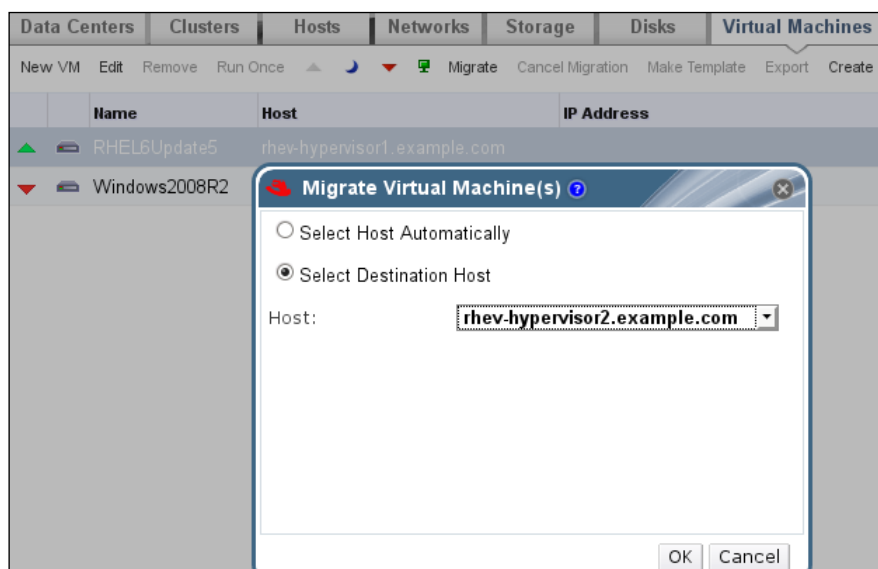 Data Centers Clusters Hosts Networks Storage Disks Virtual Machines
New VM Edit Remove Run Once Migrate Cancel Migration Make Template Export Create
Name Host IP Address
RHEL6Update5 rhev-hypervisor1.example.com
Windows2008R2
Migrate Virtual Machine(s) ?
Select Host Automatically
Select Destination Host
Host: rhev-hypervisor2.example.com
OK Cancel